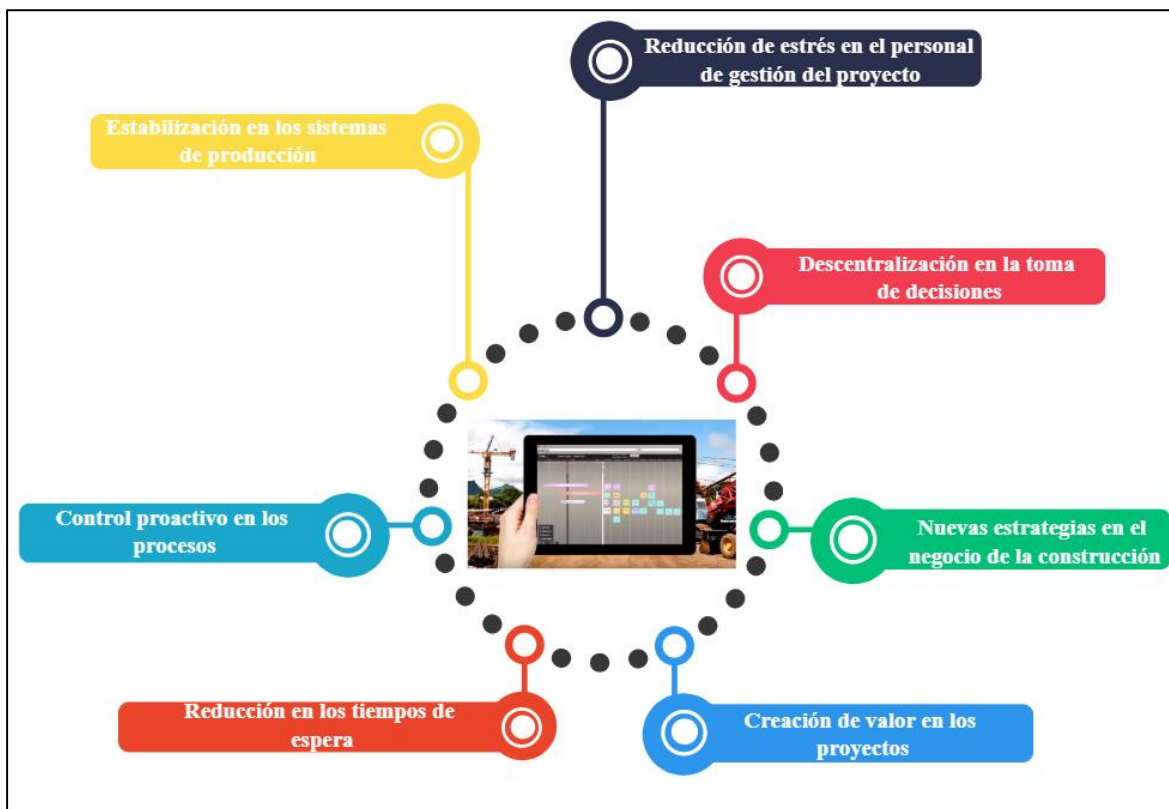 Reducción de estrés en el personal
de gestión del proyecto
Estabilización en los sistemas
de producción
Descentralización en la toma
de decisiones
Control proactivo en los
procesos
Nuevas estrategias en el
negocio de la construcción
Reducción en los tiempos de
espera
Creación de valor en los
proyectos